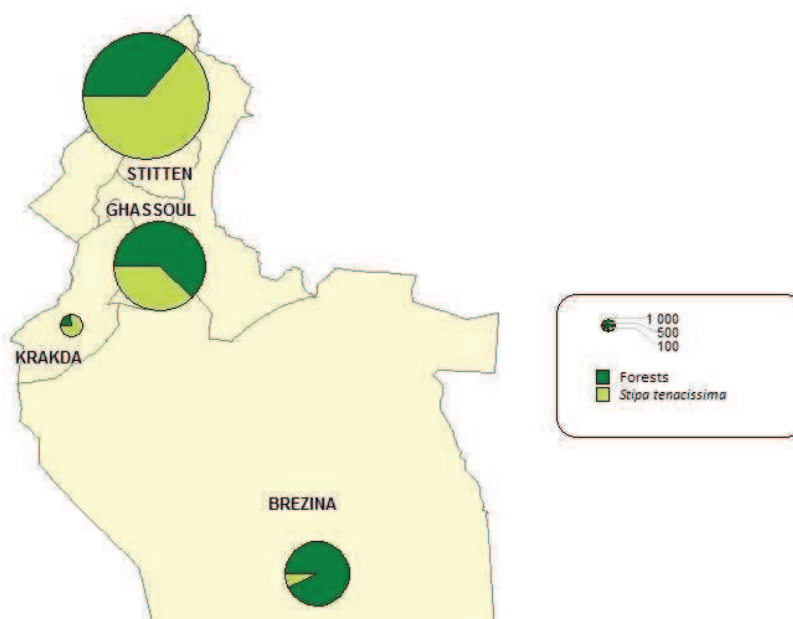 STITTEN
GHASSOUL
KRAKDA
BREZINA
1 000
500
100
Forests
Stipa tenacissima